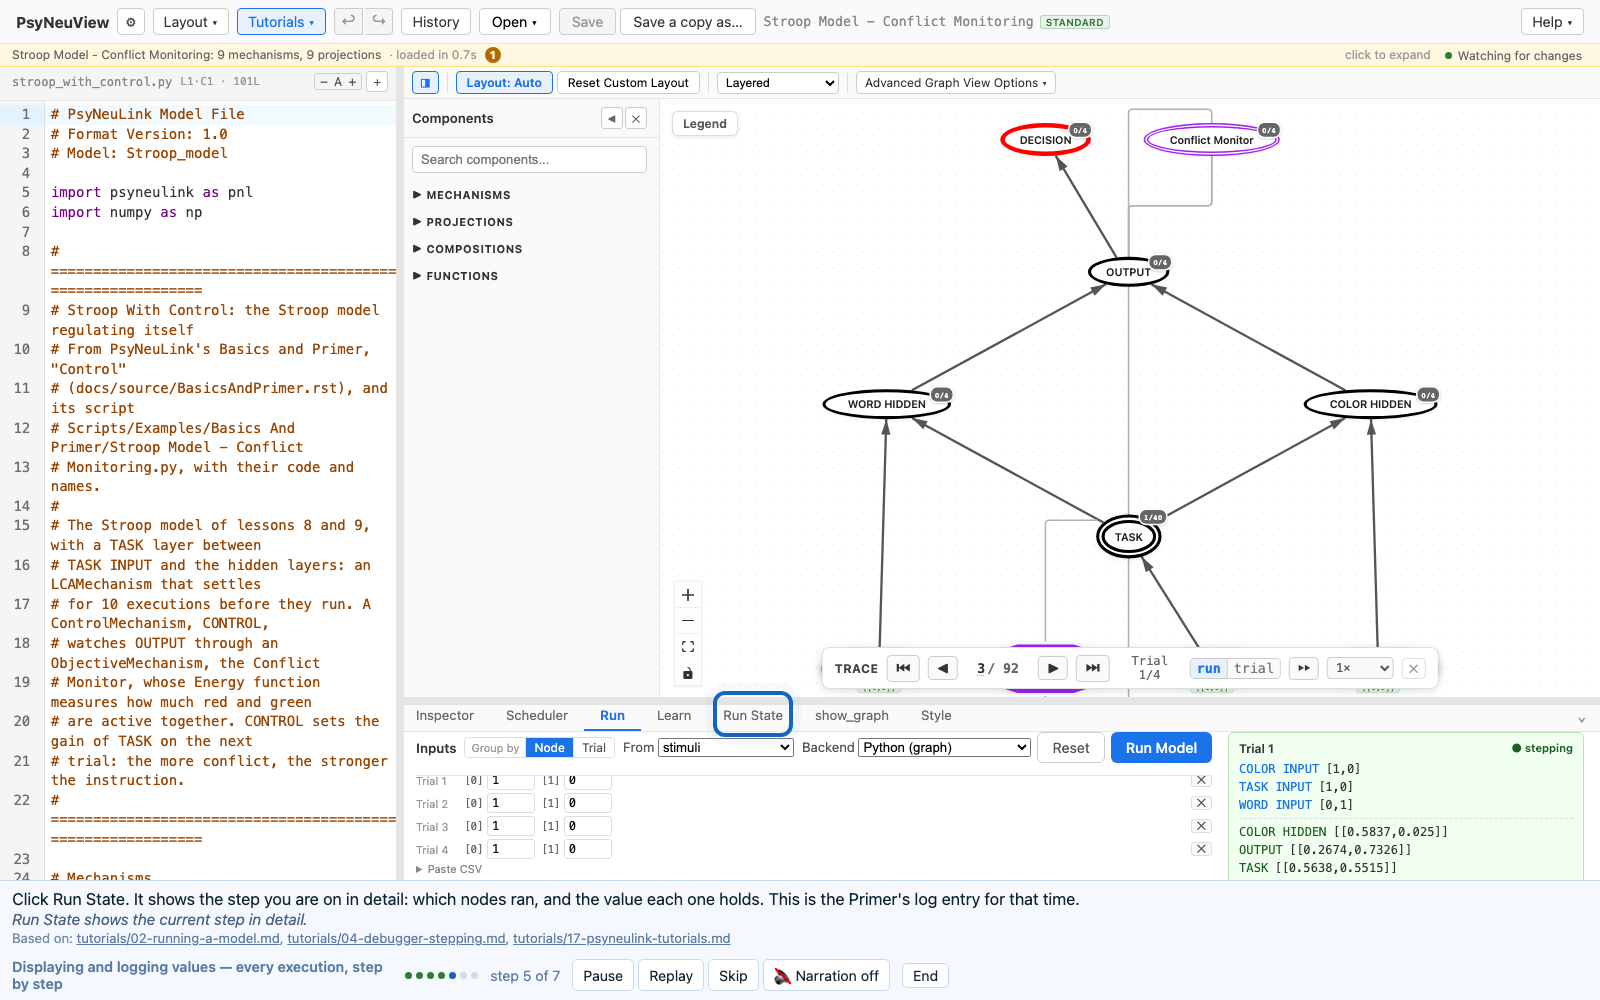 PsyNeuView ⚙ Layout ▾ Tutorials ▾ ↩ ↪ History Open ▾ Save Save a copy as... Stroop Model – Conflict Monitoring STANDARD Help ▾
Stroop Model - Conflict Monitoring: 9 mechanisms, 9 projections · loaded in 0.7s 1 click to expand Watching for changes
stroop_with_control.py L1·C1 · 101L − A + +
1 # PsyNeuLink Model File
2 # Format Version: 1.0
3 # Model: Stroop_model
4
5 import psyneulink as pnl
6 import numpy as np
7
8 #
=========================================
==================
9 # Stroop With Control: the Stroop model
regulating itself
10 # From PsyNeuLink's Basics and Primer,
"Control"
11 # (docs/source/BasicsAndPrimer.rst), and
its script
12 # Scripts/Examples/Basics And
Primer/Stroop Model – Conflict
13 # Monitoring.py, with their code and
names.
14 #
15 # The Stroop model of lessons 8 and 9,
with a TASK layer between
16 # TASK INPUT and the hidden layers: an
LCAMechanism that settles
17 # for 10 executions before they run. A
ControlMechanism, CONTROL,
18 # watches OUTPUT through an
ObjectiveMechanism, the Conflict
19 # Monitor, whose Energy function
measures how much red and green
20 # are active together. CONTROL sets the
gain of TASK on the next
21 # trial: the more conflict, the stronger
the instruction.
22 #
=========================================
==================
23
24 # Mechanisms
Layout: Auto Reset Custom Layout Layered Advanced Graph View Options ▾
Components ◀ ✕
Search components...
▶ MECHANISMS
▶ PROJECTIONS
▶ COMPOSITIONS
▶ FUNCTIONS
Legend
DECISION 0/4
Conflict Monitor 0/4
OUTPUT 0/4
WORD HIDDEN 0/4
COLOR HIDDEN 0/4
TASK 1/40
TRACE 3 / 92 Trial 1/4 run trial 1× ✕
Inspector Scheduler Run Learn Run State show_graph Style
Inputs Group by Node Trial From stimuli Backend Python (graph) Reset Run Model
Trial 1 [0] 1 [1] 0 ✕
Trial 2 [0] 1 [1] 0 ✕
Trial 3 [0] 1 [1] 0 ✕
Trial 4 [0] 1 [1] 0 ✕
▶ Paste CSV
Trial 1 stepping
COLOR INPUT [1,0]
TASK INPUT [1,0]
WORD INPUT [0,1]
COLOR HIDDEN [[0.5837,0.025]]
OUTPUT [[0.2674,0.7326]]
TASK [[0.5638,0.5515]]
Click Run State. It shows the step you are on in detail: which nodes ran, and the value each one holds. This is the Primer's log entry for that time.
Run State shows the current step in detail.
Based on: tutorials/02-running-a-model.md, tutorials/04-debugger-stepping.md, tutorials/17-psyneulink-tutorials.md
Displaying and logging values — every execution, step
by step
step 5 of 7 Pause Replay Skip Narration off End